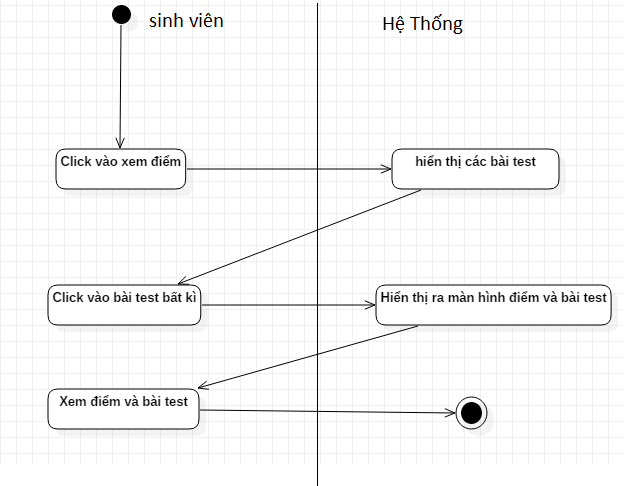 sinh viên
Hệ Thống
Click vào xem điểm
hiển thị các bài test
Click vào bài test bất kì
Hiển thị ra màn hình điểm và bài test
Xem điểm và bài test